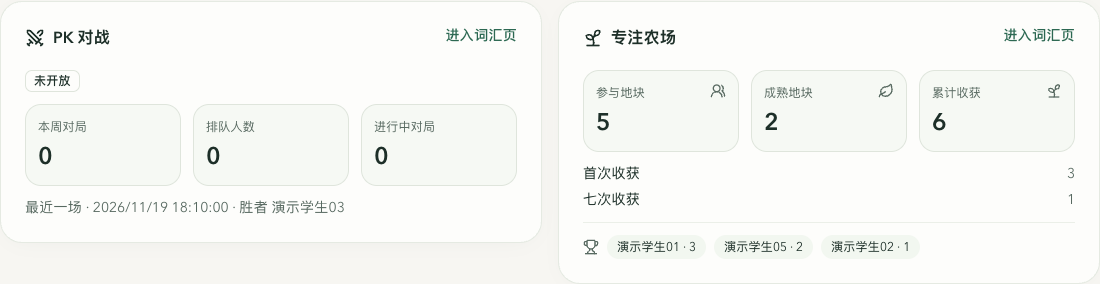 PK 对战
进入词汇页
未开放
本周对局
0
排队人数
0
进行中对局
0
最近一场 · 2026/11/19 18:10:00 · 胜者 演示学生03
专注农场
进入词汇页
参与地块
5
成熟地块
2
累计收获
6
首次收获 3
七次收获 1
演示学生01 · 3
演示学生05 · 2
演示学生02 · 1